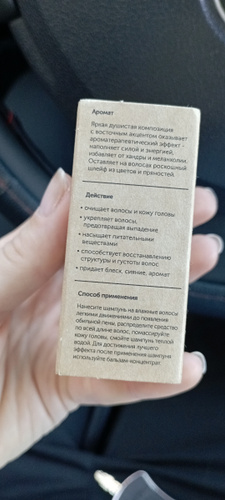 Аромат
Яркая душистая композиция
с восточным акцентом оказывает
ароматерапевтический эффект -
наполняет силой и энергией,
избавляет от хандры и меланхолии.
Оставляет на волосах роскошный
шлейф из цветов и пряностей.
Действие
• очищает волосы и кожу головы
• укрепляет волосы,
предотвращая выпадение
• насыщает питательными
веществами
• способствует восстановлению
структуры и густоты волос
• придает блеск, сияние, аромат
Способ применения
Нанесите шампунь на влажные волосы
легкими движениями до появления
обильной пены, распределите средство
по всей длине волос, помассируйте
кожу головы, смойте шампунь теплой
водой. Для достижения лучшего
эффекта после применения шампуня
используйте бальзам-концентрат.